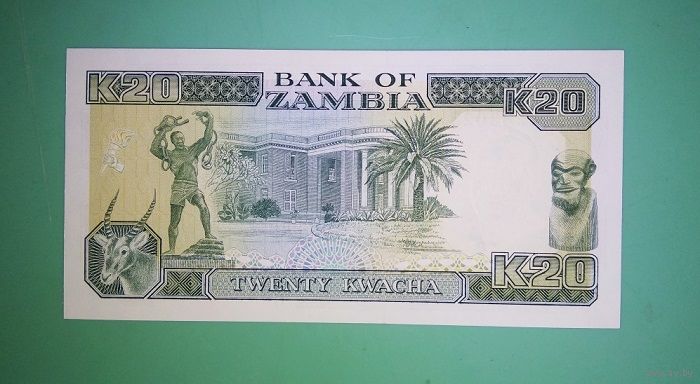 K20
BANK OF
ZAMBIA
K20
K20
TWENTY KWACHA